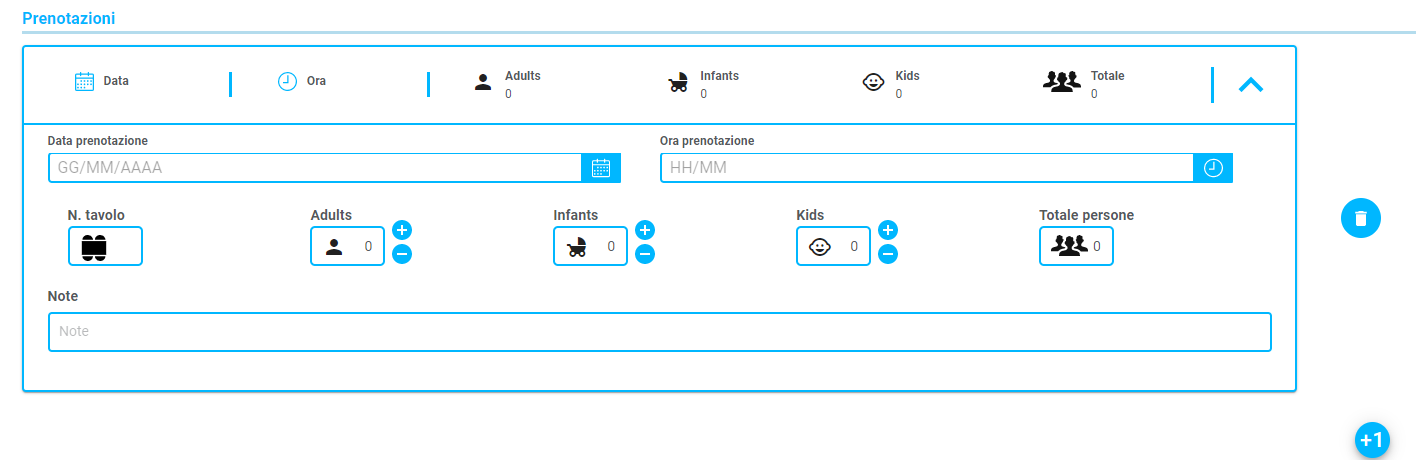 Prenotazioni
Data Ora Adults Infants Kids Totale
0 0 0 0
Data prenotazione Ora prenotazione
GG/MM/AAAA HH/MM
N. tavolo Adults Infants Kids Totale persone
0 0 0 0
Note
Note
+1